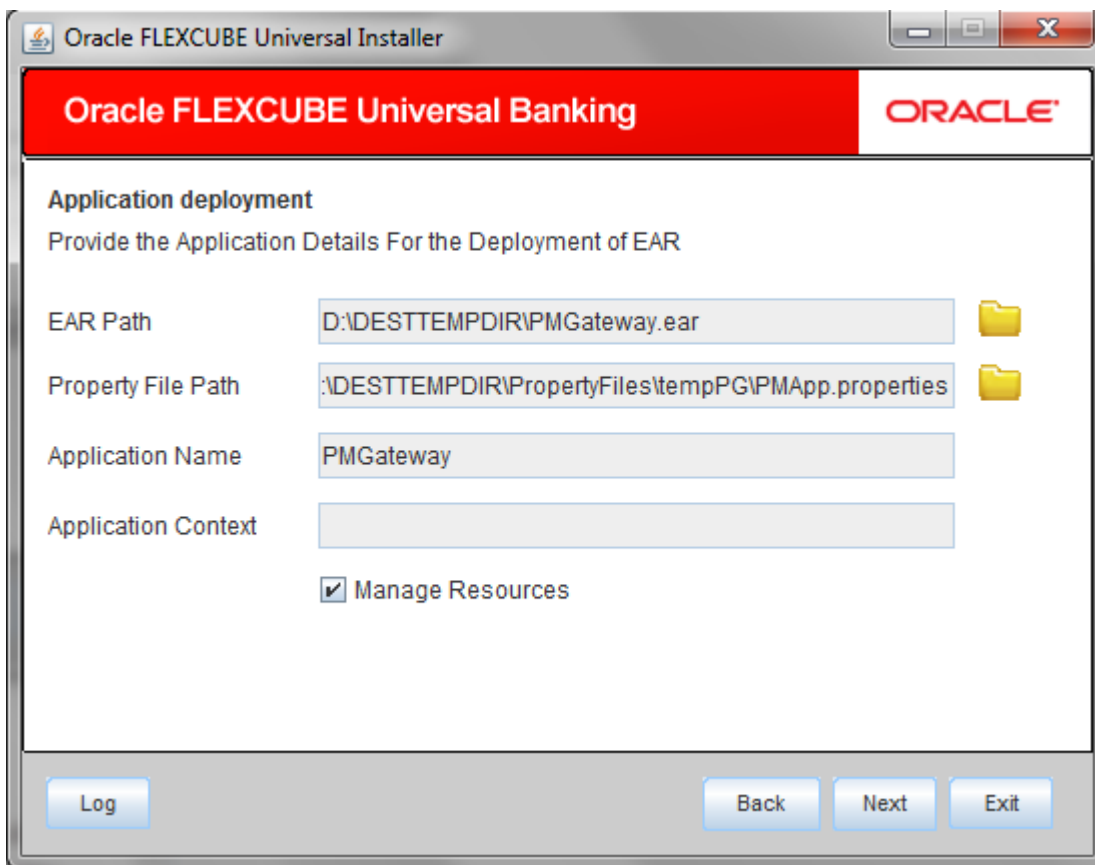 Oracle FLEXCUBE Universal Installer
Oracle FLEXCUBE Universal Banking
ORACLE
Application deployment
Provide the Application Details For the Deployment of EAR
EAR Path D:\DESTTEMPDIR\PMGateway.ear
Property File Path :\DESTTEMPDIR\PropertyFiles\tempPG\PMApp.properties
Application Name PMGateway
Application Context
Manage Resources
Log Back Next Exit